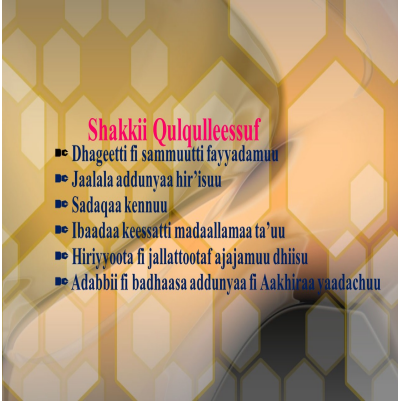 Shakkii Qulqulleessuf
Dhageetti fi sammuutti fayyadamuu
Jaalala addunyaa hir’isuu
Sadaqaa kennuu
Ibaadaa keessatti madaallamaa ta’uu
Hiriyyoota fi jallattootaf ajajamuu dhiisu
Adabbii fi badhaasa addunyaa fi Aakhiraa yaadachuu